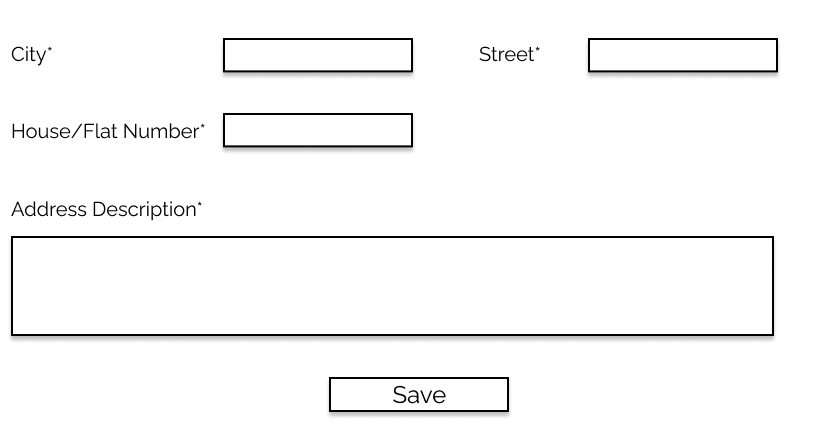 City* Street*
House/Flat Number*
Address Description*
Save